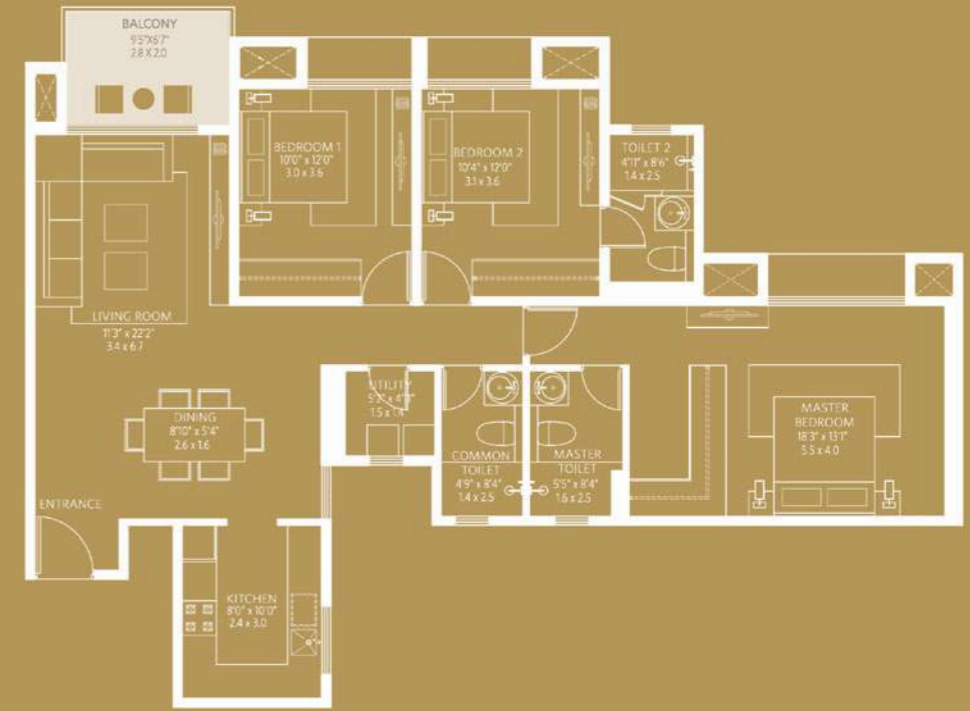 BALCONY
9'5"X6'7"
2.8 X 2.0
BEDROOM 1
10'0" x 12'0"
3.0 x 3.6
BEDROOM 2
10'4" x 12'0"
3.1 x 3.6
TOILET 2
4'11" x 8'6"
1.4 x 2.5
LIVING ROOM
11'3" x 22'2"
3.4 x 6.7
DINING
8'10" x 5'4"
2.6 x 1.6
UTILITY
1.5 x 1.4
COMMON
TOILET
4'9" x 8'4"
1.4 x 2.5
MASTER
TOILET
5'5" x 8'4"
1.6 x 2.5
MASTER
BEDROOM
18'3" x 13'1"
5.5 x 4.0
ENTRANCE
KITCHEN
8'0" x 10'0"
2.4 x 3.0